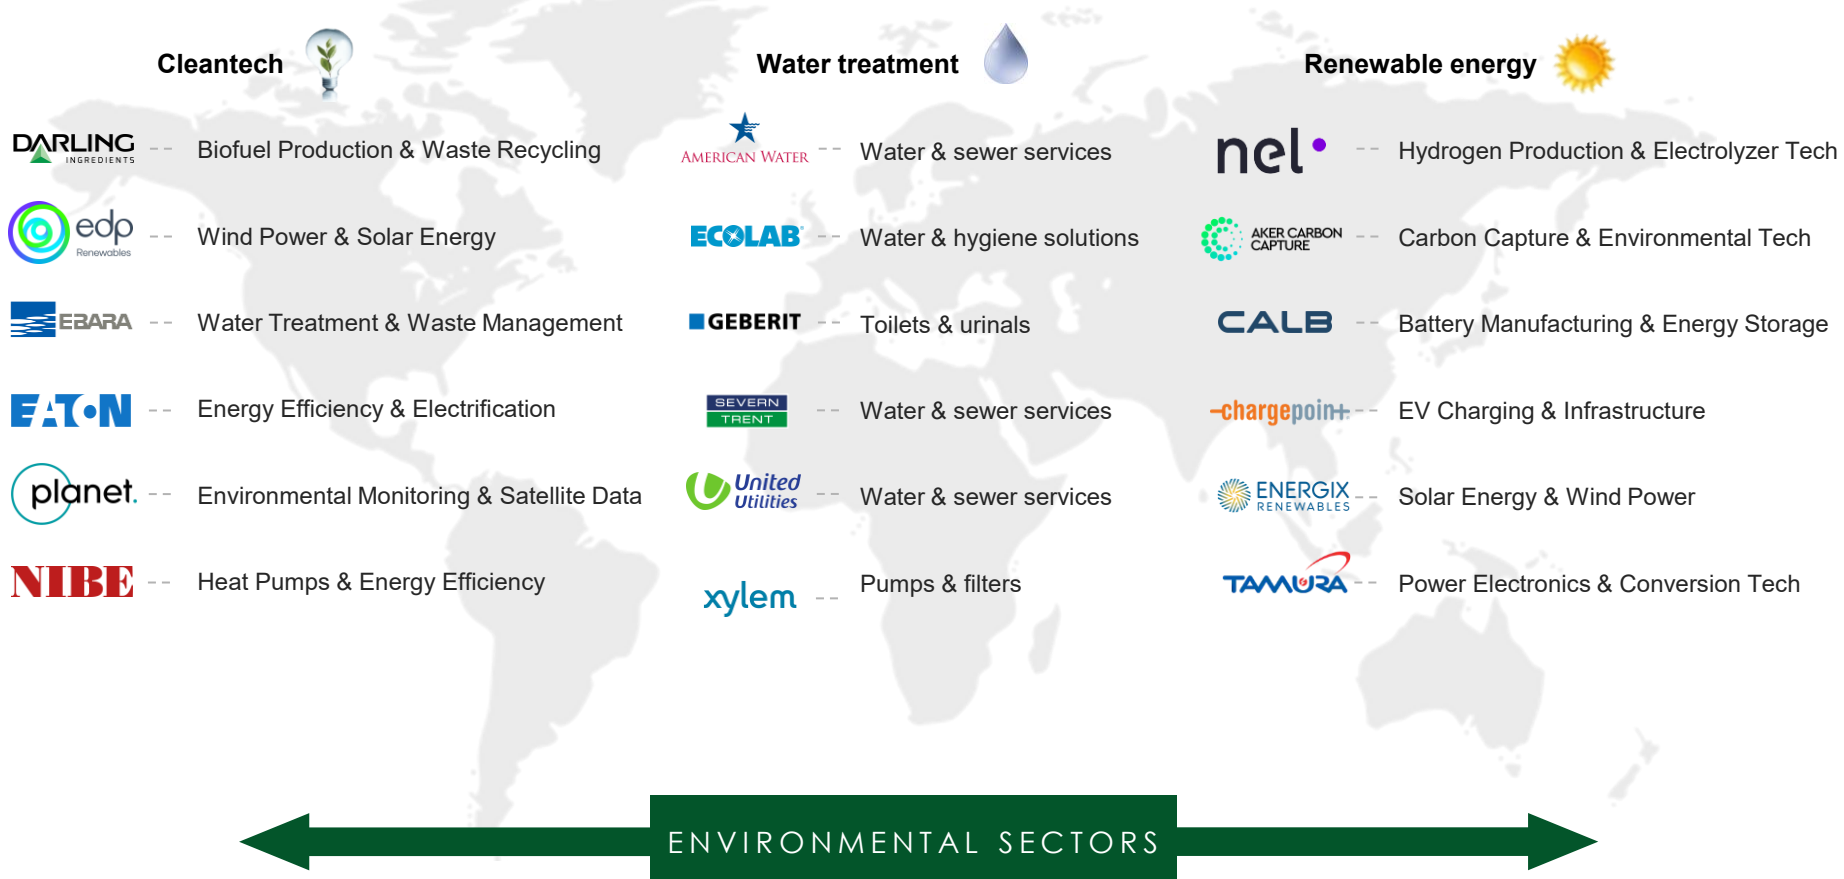 Cleantech
DARLING
INGREDIENTS
Biofuel Production & Waste Recycling
edp
Renewables
Wind Power & Solar Energy
EBARA
Water Treatment & Waste Management
EATON
Energy Efficiency & Electrification
planet.
Environmental Monitoring & Satellite Data
NIBE
Heat Pumps & Energy Efficiency
Water treatment
AMERICAN WATER
Water & sewer services
ECOLAB
Water & hygiene solutions
GEBERIT
Toilets & urinals
SEVERN
TRENT
Water & sewer services
United
Utilities
Water & sewer services
xylem
Pumps & filters
Renewable energy
nel
Hydrogen Production & Electrolyzer Tech
AKER CARBON
CAPTURE
Carbon Capture & Environmental Tech
CALB
Battery Manufacturing & Energy Storage
chargepoin+
EV Charging & Infrastructure
ENERGIX
RENEWABLES
Solar Energy & Wind Power
TAMURA
Power Electronics & Conversion Tech
ENVIRONMENTAL SECTORS